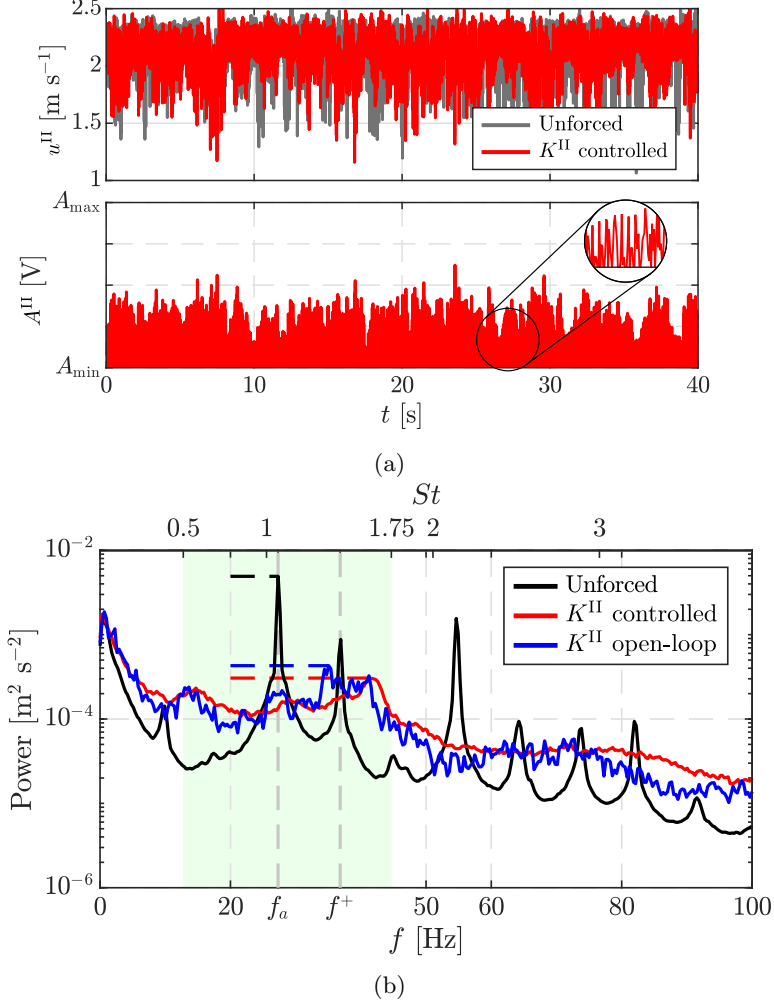 2.5
2
1.5
1
u^II [m s^−1]
Unforced
K^II controlled
A_max
A_min
A^II [V]
0 10 20 30 40
t [s]
(a)
St
0.5 1 1.75 2 3
10^−2
10^−4
10^−6
Power [m^2 s^−2]
Unforced
K^II controlled
K^II open-loop
0 20 f_a f^+ 50 60 80 100
f [Hz]
(b)